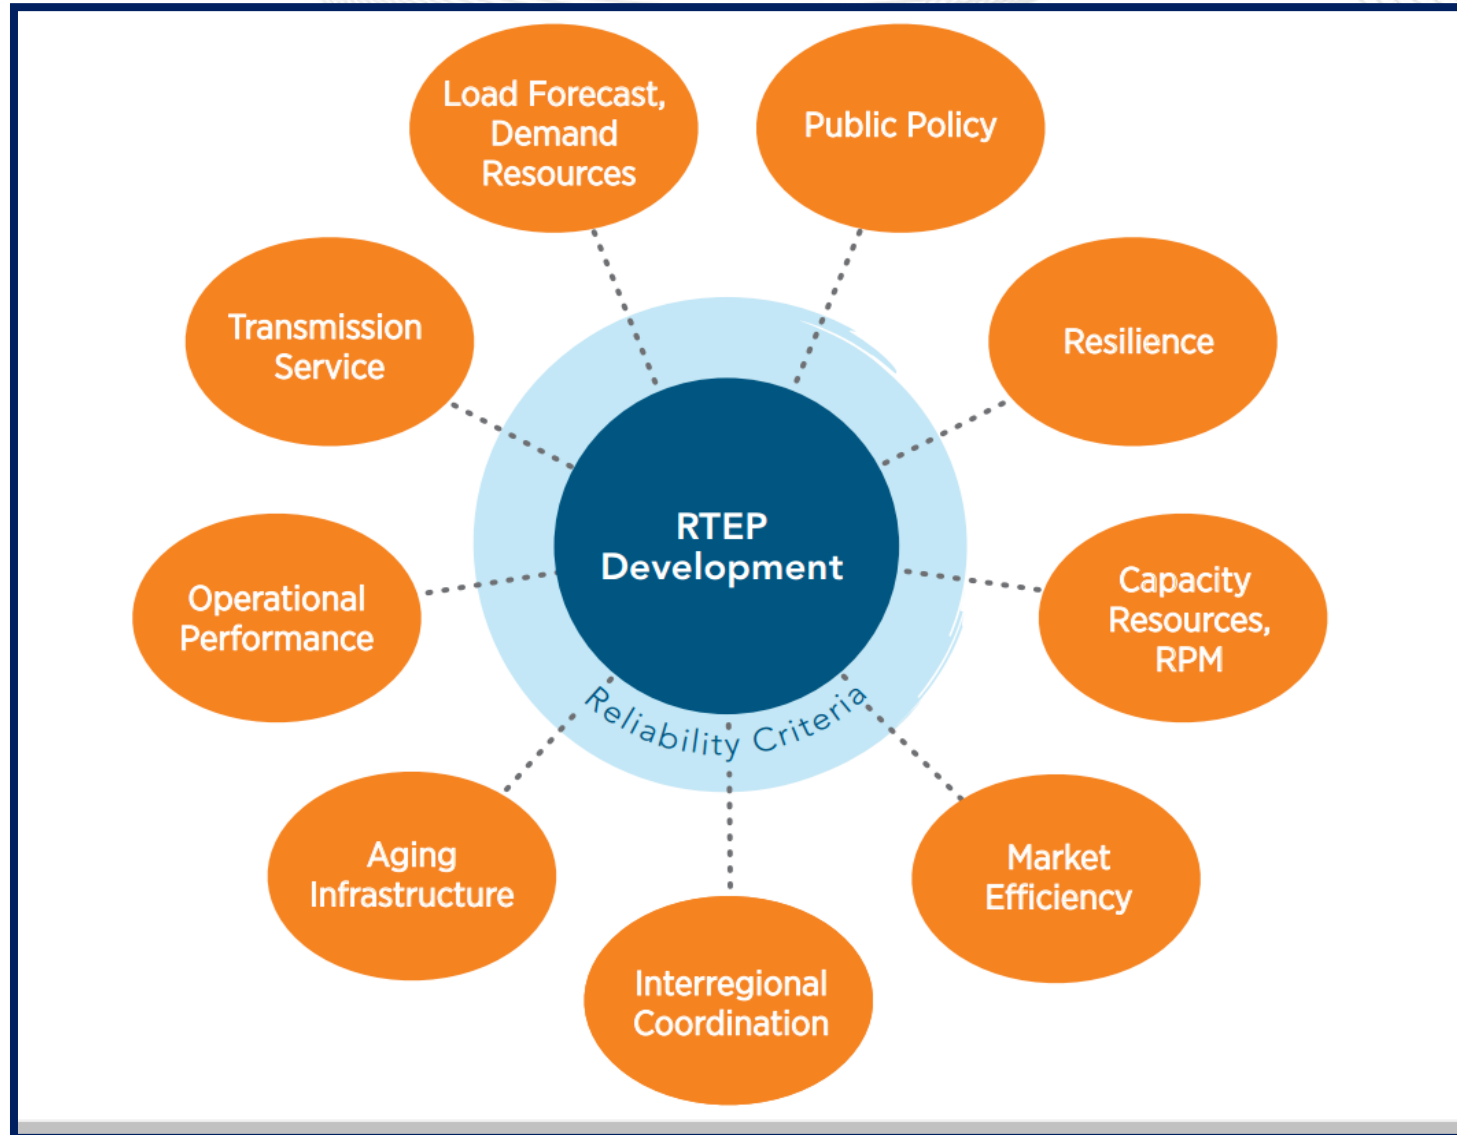 Load Forecast,
Demand
Resources
Public Policy
Transmission
Service
Resilience
RTEP
Development
Operational
Performance
Capacity
Resources,
RPM
Reliability Criteria
Aging
Infrastructure
Market
Efficiency
Interregional
Coordination